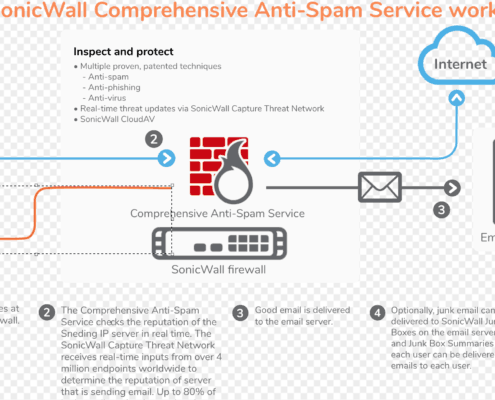 onicWall Comprehensive Anti-Spam Service work
Inspect and protect
• Multiple proven, patented techniques
- Anti-spam
- Anti-phishing
- Anti-virus
• Real-time threat updates via SonicWall Capture Threat Network
• SonicWall CloudAV
Internet
2
3
Comprehensive Anti-Spam Service
Em
SonicWall firewall
es at
wall.
2
The Comprehensive Anti-Spam
Service checks the reputation of the
Sneding IP server in real time. The
SonicWall Capture Threat Network
receives real-time inputs from over 4
million endpoints worldwide to
determine the reputation of server
that is sending email. Up to 80% of
3
Good email is delivered
to the email server.
4
Optionally, junk email can
delivered to SonicWall Jun
Boxes on the email server
and Junk Box Summaries
each user can be delivere
emails to each user.